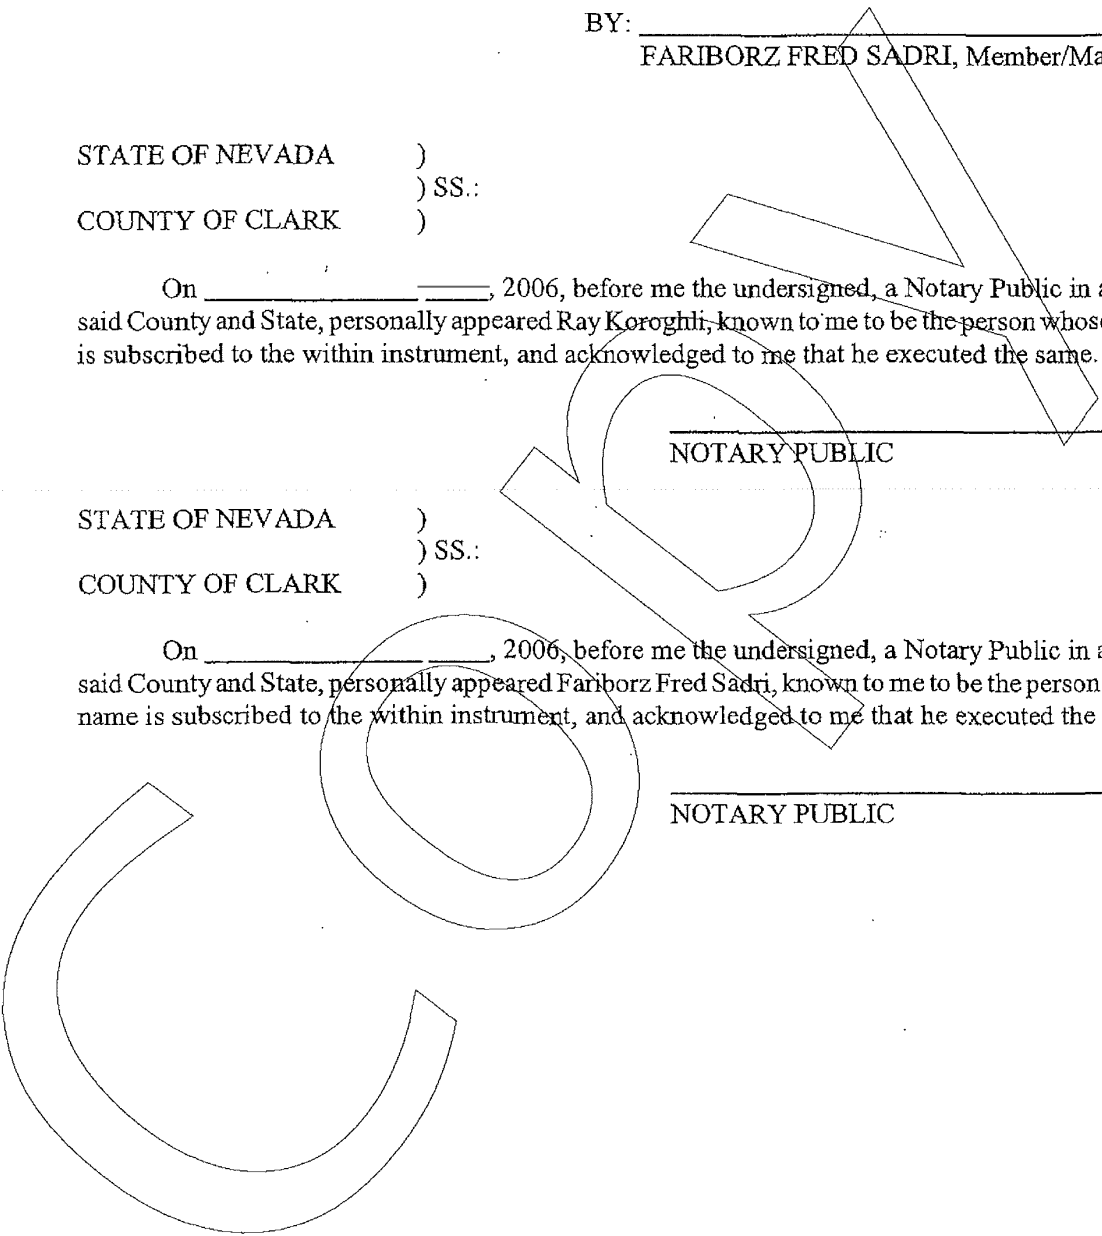 BY: ____________________
FARIBORZ FRED SADRI, Member/Ma
STATE OF NEVADA )
) SS.:
COUNTY OF CLARK )
On ____________________ ______, 2006, before me the undersigned, a Notary Public in a
said County and State, personally appeared Ray Koroghli, known to me to be the person whose
is subscribed to the within instrument, and acknowledged to me that he executed the same.
NOTARY PUBLIC
STATE OF NEVADA )
) SS.:
COUNTY OF CLARK )
On ____________________ ______, 2006, before me the undersigned, a Notary Public in a
said County and State, personally appeared Fariborz Fred Sadri, known to me to be the person
name is subscribed to the within instrument, and acknowledged to me that he executed the
NOTARY PUBLIC
Copy